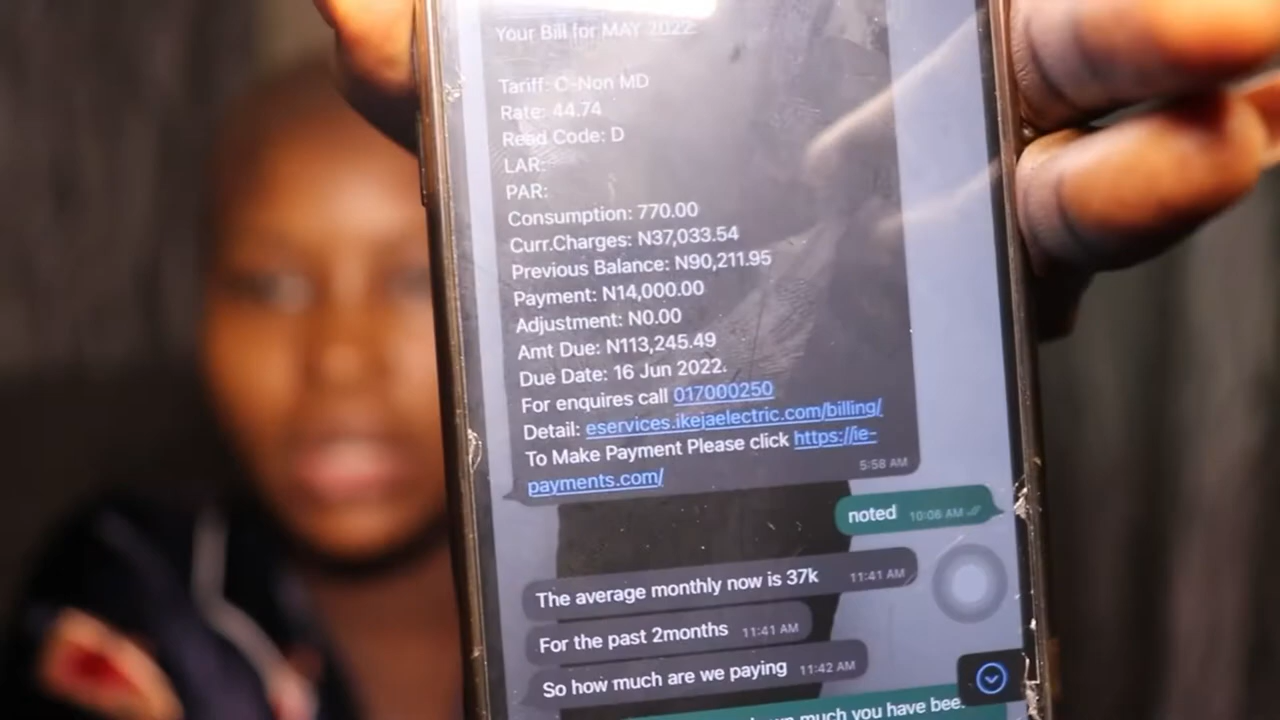 Your Bill for MAY 2022:
Tariff: C-Non MD
Rate: 44.74
Read Code: D
LAR:
PAR:
Consumption: 770.00
Curr.Charges: N37,033.54
Previous Balance: N90,211.95
Payment: N14,000.00
Adjustment: N0.00
Amt Due: N113,245.49
Due Date: 16 Jun 2022.
For enquires call 017000250
Detail: eservices.ikejaelectric.com/billing/
To Make Payment Please click https://ie-
payments.com/
5:58 AM
noted 10:06 AM
The average monthly now is 37k 11:41 AM
For the past 2months 11:41 AM
So how much are we paying 11:42 AM
much you have bee